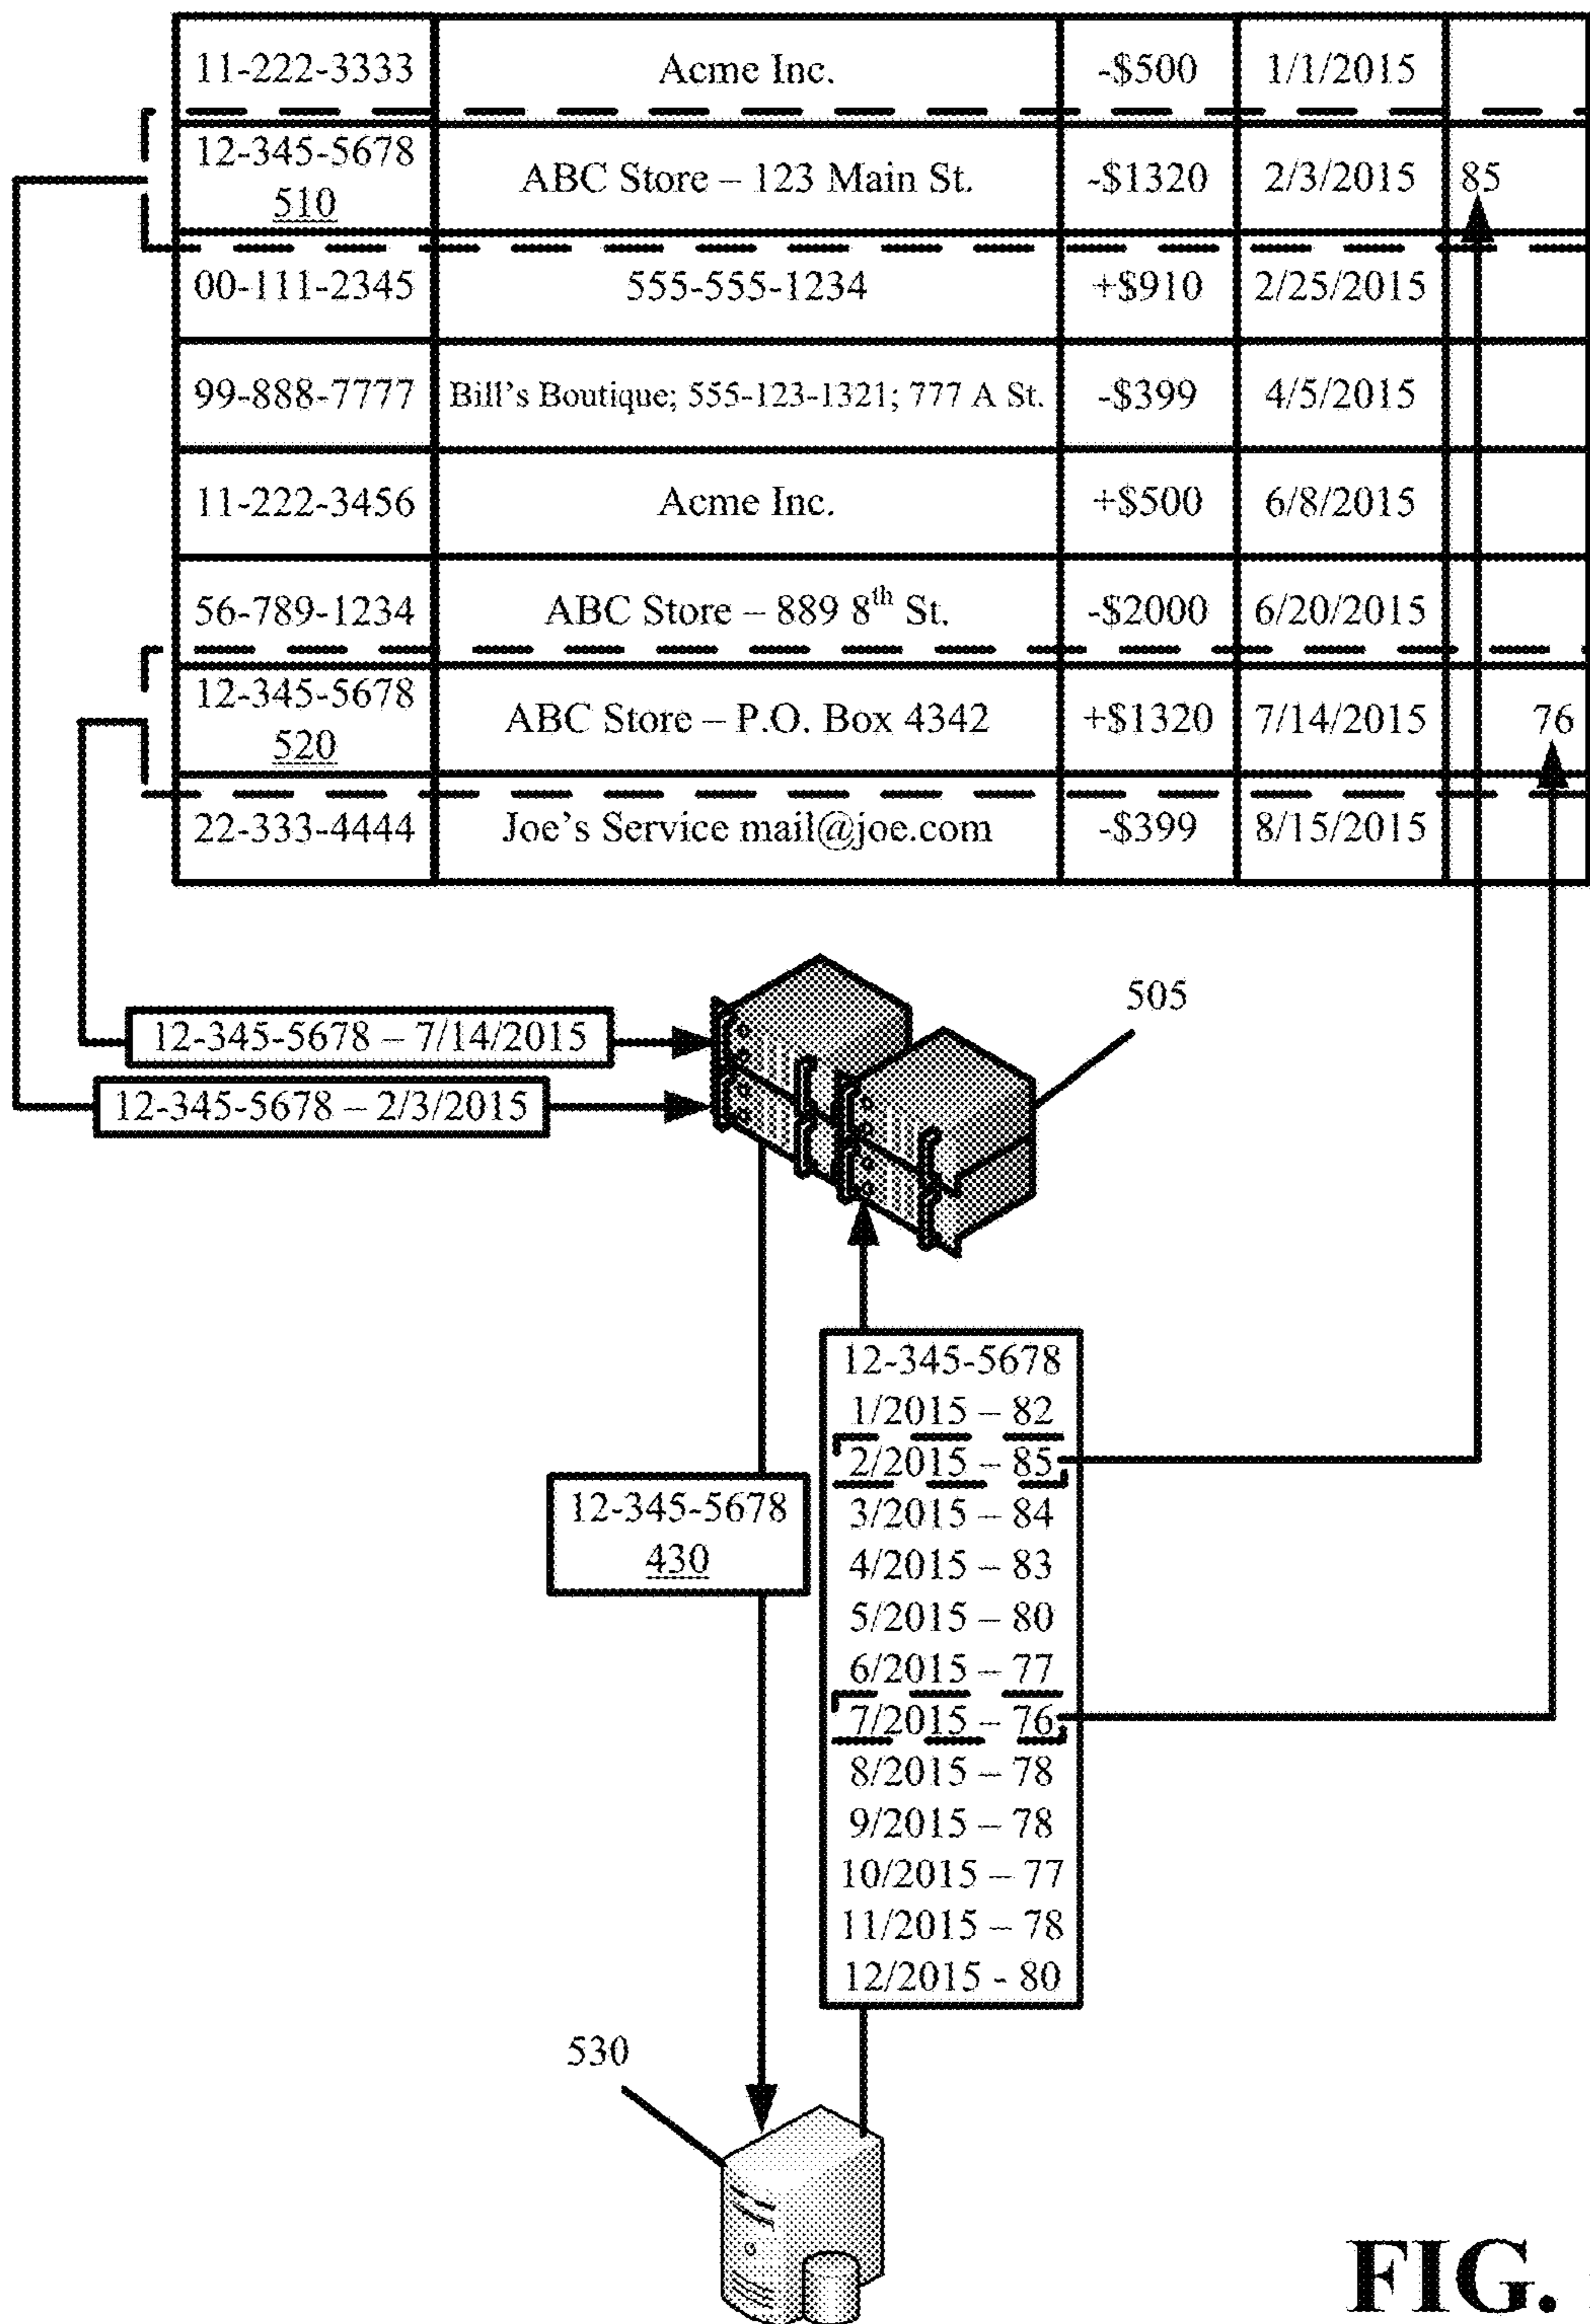 11-222-3333 Acme Inc. -$500 1/1/2015
12-345-5678
510 ABC Store – 123 Main St. -$1320 2/3/2015 85
00-111-2345 555-555-1234 +$910 2/25/2015
99-888-7777 Bill's Boutique; 555-123-1321; 777 A St. -$399 4/5/2015
11-222-3456 Acme Inc. +$500 6/8/2015
56-789-1234 ABC Store – 889 8th St. -$2000 6/20/2015
12-345-5678
520 ABC Store – P.O. Box 4342 +$1320 7/14/2015 76
22-333-4444 Joe's Service mail@joe.com -$399 8/15/2015
505
12-345-5678 – 7/14/2015
12-345-5678 – 2/3/2015
12-345-5678
430
12-345-5678
1/2015 – 82
2/2015 – 85
3/2015 – 84
4/2015 – 83
5/2015 – 80
6/2015 – 77
7/2015 – 76
8/2015 – 78
9/2015 – 78
10/2015 – 77
11/2015 – 78
12/2015 - 80
530
FIG.